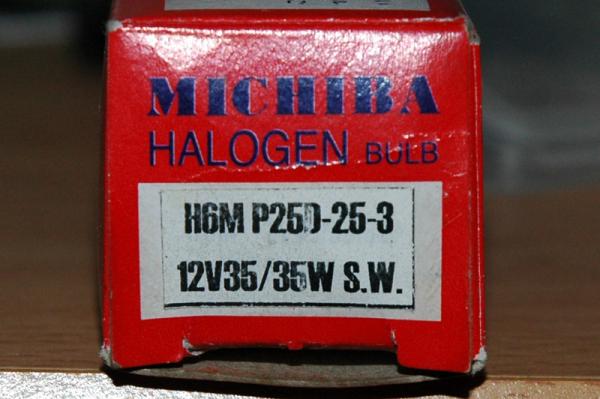 MICHIBA
HALOGEN BULB
H6M P25D-25-3
12V35/35W S.W.